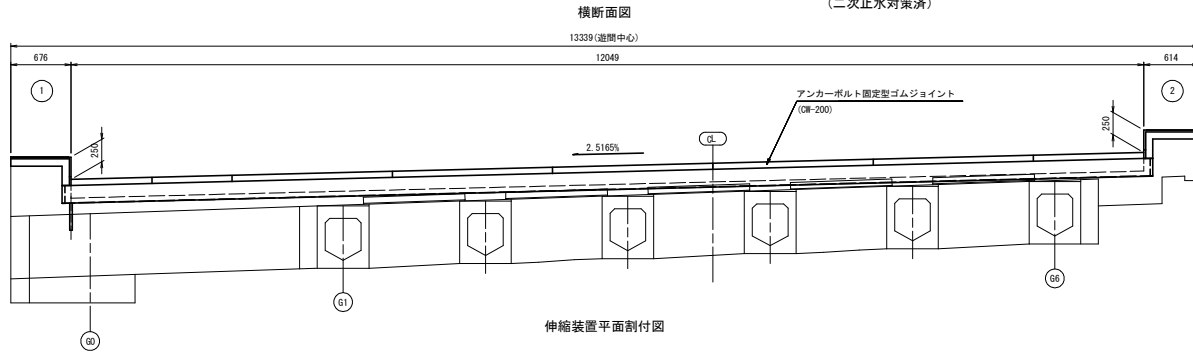 (二次止水対策済)
横断面図
13339(遊間中心)
676
12049
614
1
2
アンカーボルト固定型ゴムジョイント
(CW-200)
250
250
2.5165%
CL
G1
G6
G0
伸縮装置平面割付図